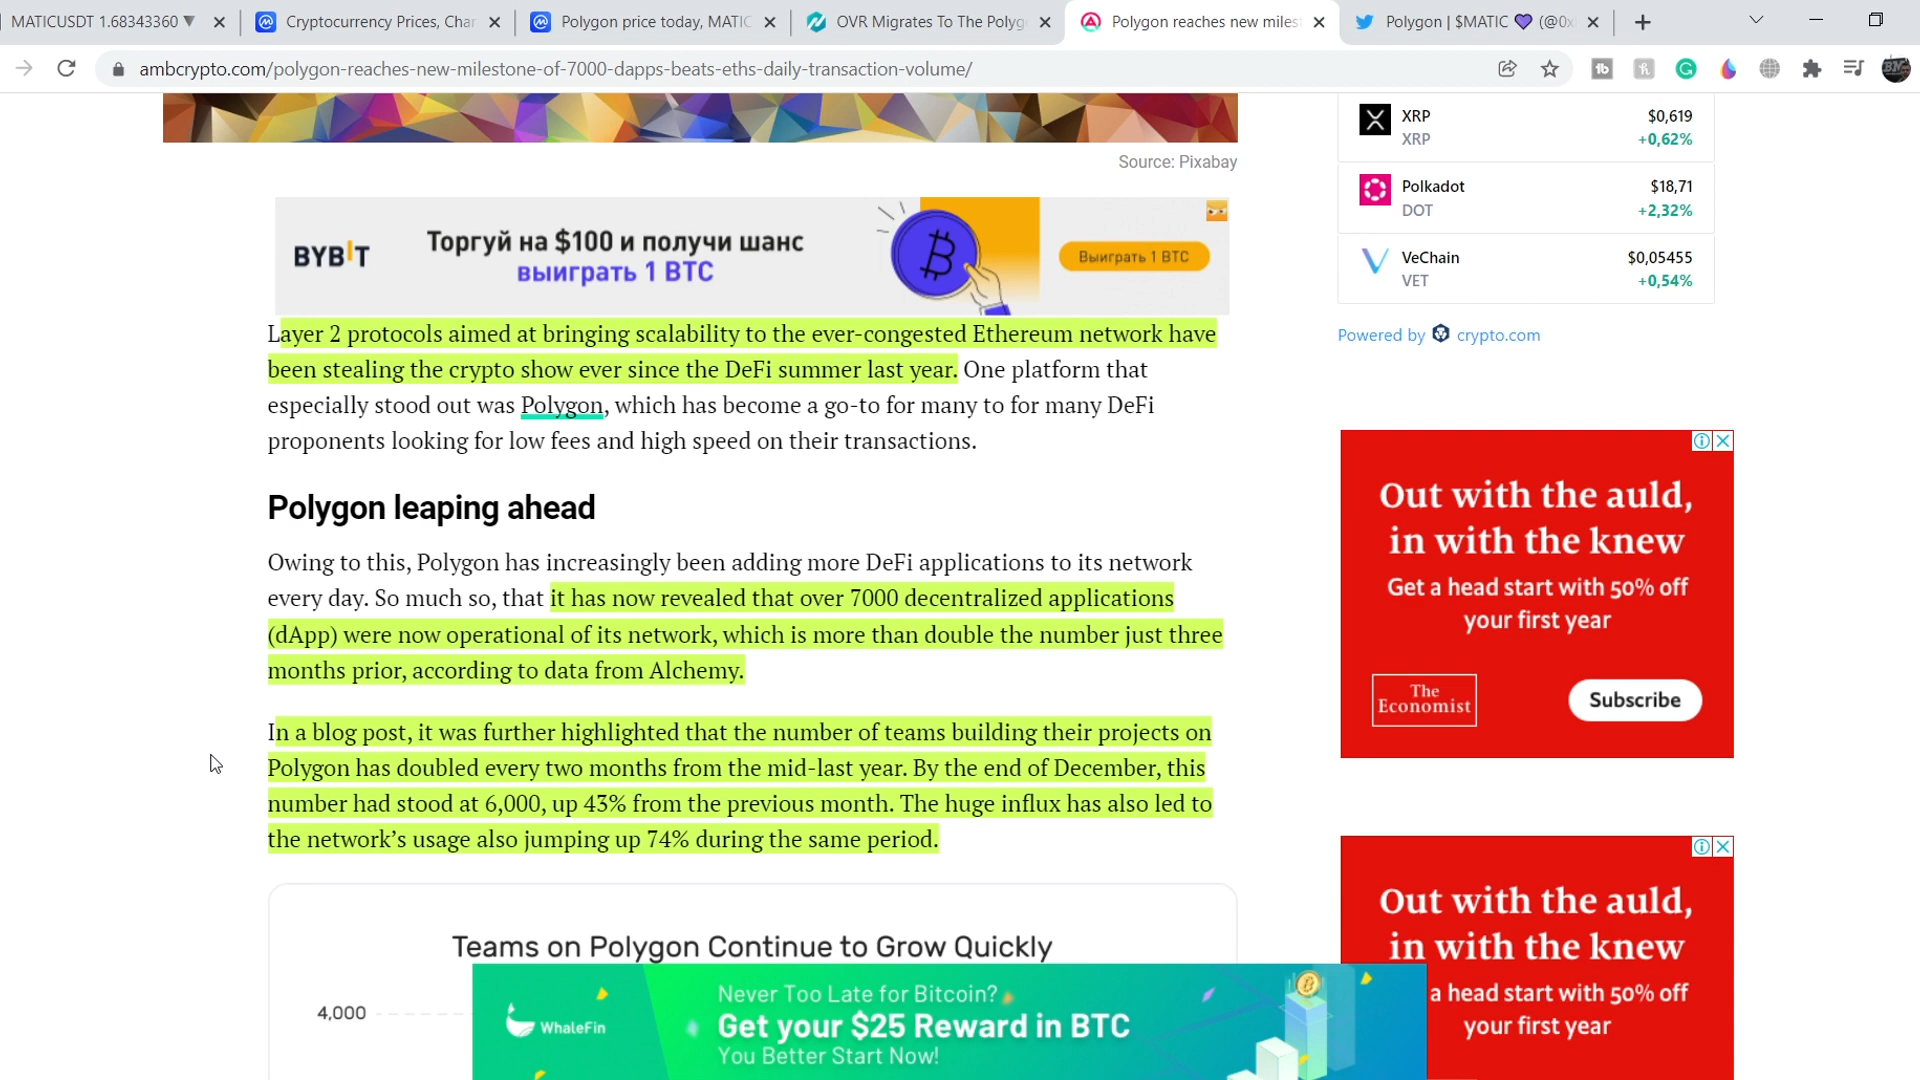 MATICUSDT 1.68343360 ▼
Cryptocurrency Prices, Char
Polygon price today, MATIC
OVR Migrates To The Polygo
Polygon reaches new milest
Polygon | $MATIC 💜 (@0x
ambcrypto.com/polygon-reaches-new-milestone-of-7000-dapps-beats-eths-daily-transaction-volume/
Source: Pixabay
BYBIT
Торгуй на $100 и получи шанс
выиграть 1 BTC
Выиграть 1 BTC
Layer 2 protocols aimed at bringing scalability to the ever-congested Ethereum network have
been stealing the crypto show ever since the DeFi summer last year. One platform that
especially stood out was Polygon, which has become a go-to for many to for many DeFi
proponents looking for low fees and high speed on their transactions.
Polygon leaping ahead
Owing to this, Polygon has increasingly been adding more DeFi applications to its network
every day. So much so, that it has now revealed that over 7000 decentralized applications
(dApp) were now operational of its network, which is more than double the number just three
months prior, according to data from Alchemy.
In a blog post, it was further highlighted that the number of teams building their projects on
Polygon has doubled every two months from the mid-last year. By the end of December, this
number had stood at 6,000, up 43% from the previous month. The huge influx has also led to
the network's usage also jumping up 74% during the same period.
Teams on Polygon Continue to Grow Quickly
4,000
WhaleFin
Never Too Late for Bitcoin?
Get your $25 Reward in BTC
You Better Start Now!
XRP $0,619
XRP +0,62%
Polkadot $18,71
DOT +2,32%
VeChain $0,05455
VET +0,54%
Powered by crypto.com
Out with the auld,
in with the knew
Get a head start with 50% off
your first year
The
Economist
Subscribe
Out with the auld,
in with the knew
a head start with 50% off
your first year